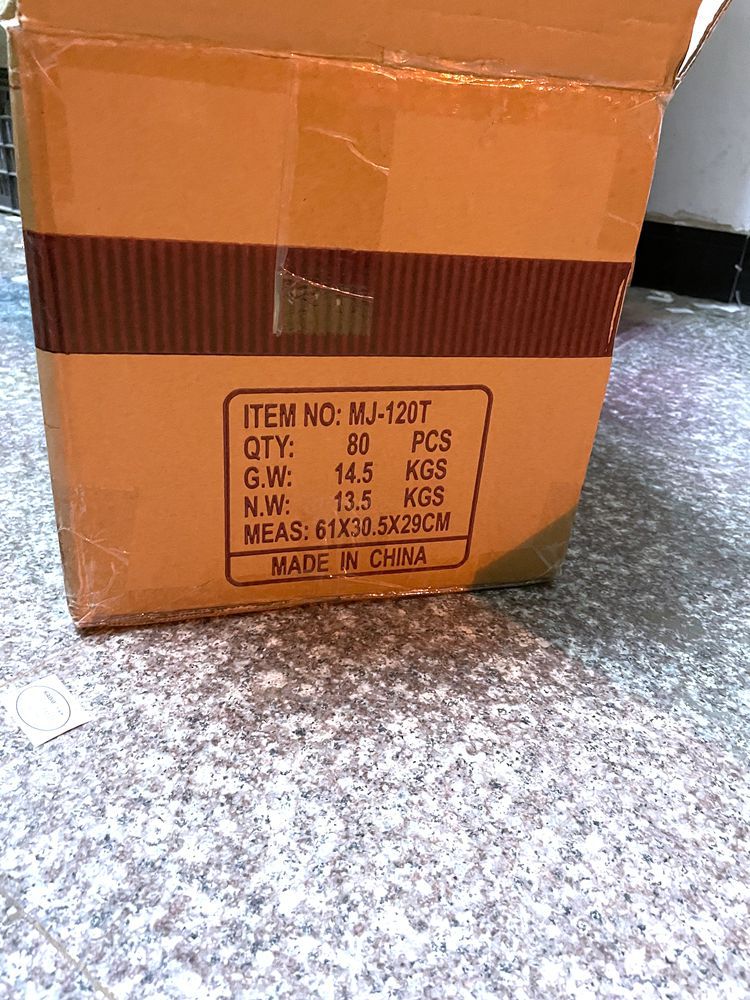 ITEM NO: MJ-120T
QTY: 80 PCS
G.W: 14.5 KGS
N.W: 13.5 KGS
MEAS: 61X30.5X29CM
MADE IN CHINA